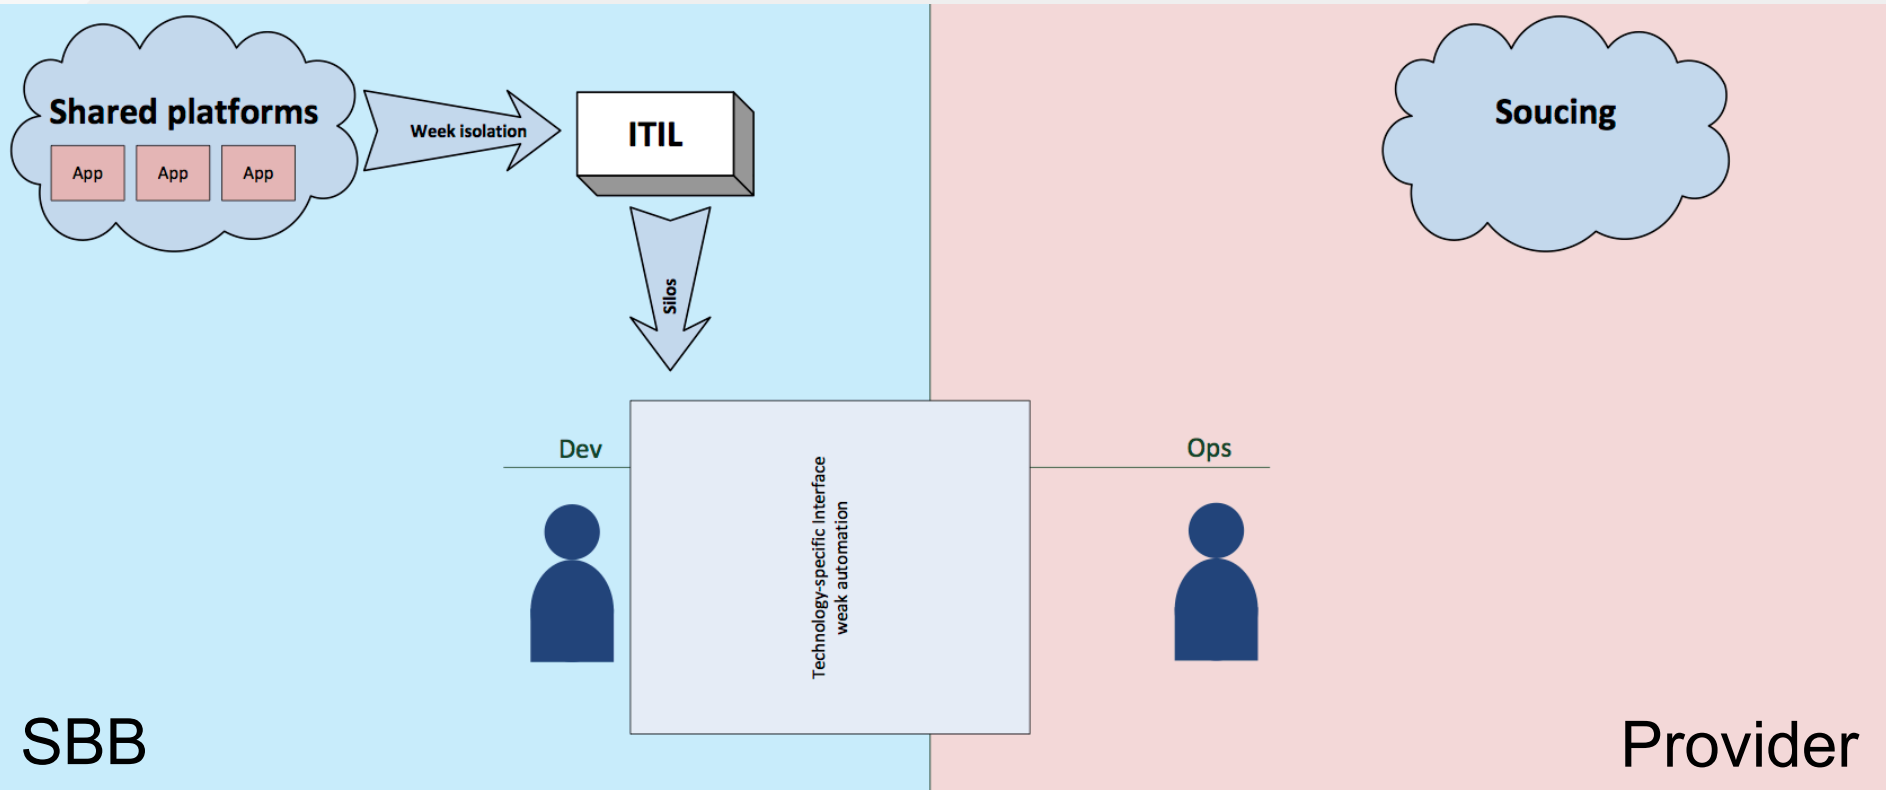 Shared platforms
App App App
Week isolation
ITIL
Soucing
Silos
Dev
Ops
Technology-specific Interface
weak automation
SBB
Provider